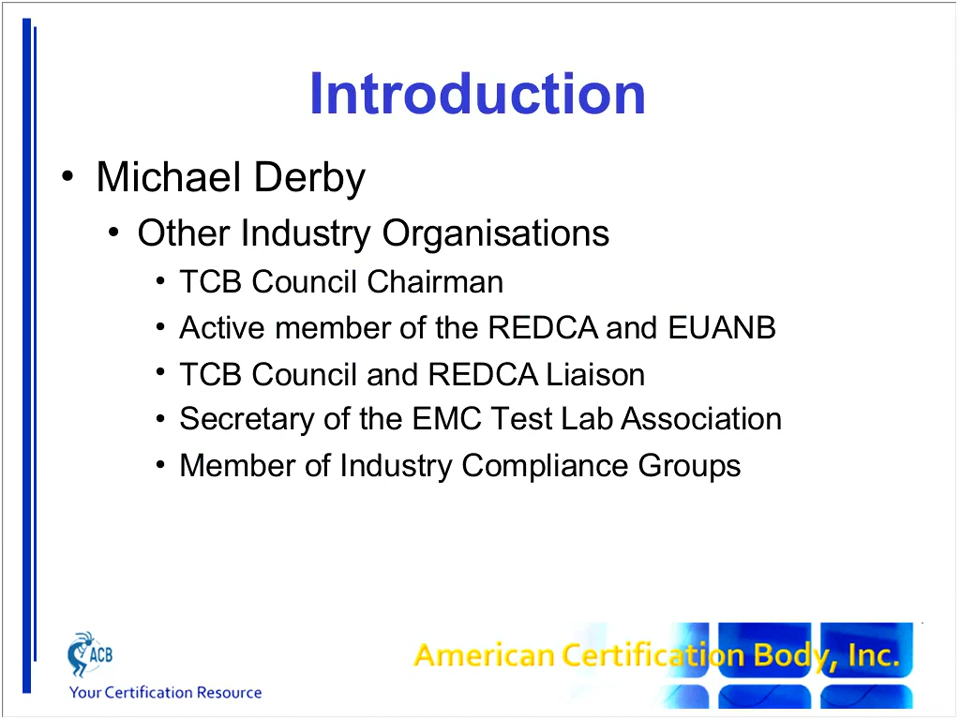 Introduction
• Michael Derby
• Other Industry Organisations
• TCB Council Chairman
• Active member of the REDCA and EUANB
• TCB Council and REDCA Liaison
• Secretary of the EMC Test Lab Association
• Member of Industry Compliance Groups
ACB
American Certification Body, Inc.
Your Certification Resource